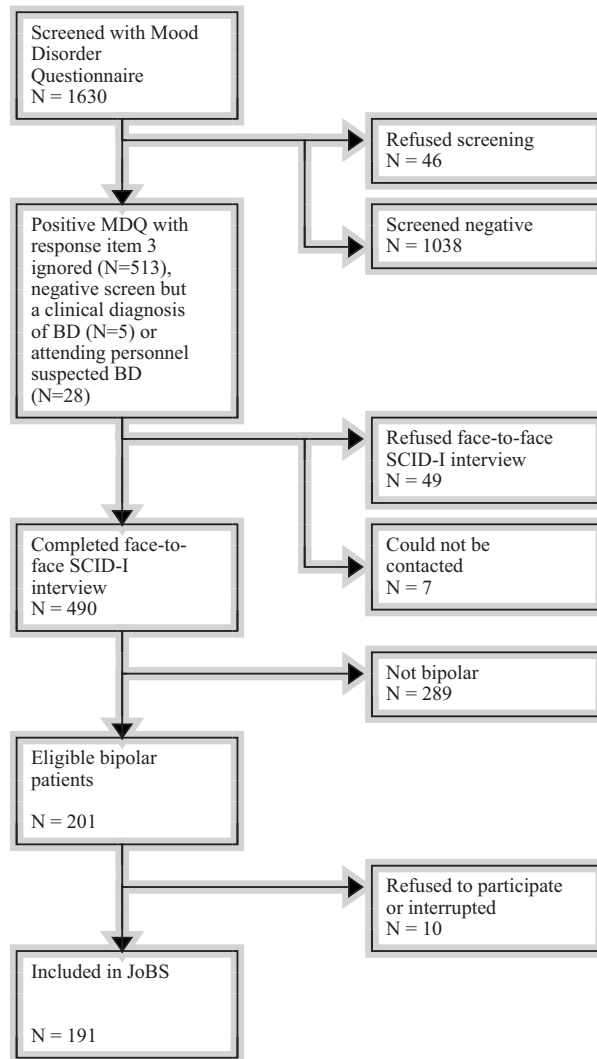 Screened with Mood
Disorder
Questionnaire
N = 1630
Refused screening
N = 46
Screened negative
N = 1038
Positive MDQ with
response item 3
ignored (N=513),
negative screen but
a clinical diagnosis
of BD (N=5) or
attending personnel
suspected BD
(N=28)
Refused face-to-face
SCID-I interview
N = 49
Could not be
contacted
N = 7
Completed face-to-
face SCID-I
interview
N = 490
Not bipolar
N = 289
Eligible bipolar
patients
N = 201
Refused to participate
or interrupted
N = 10
Included in JoBS
N = 191